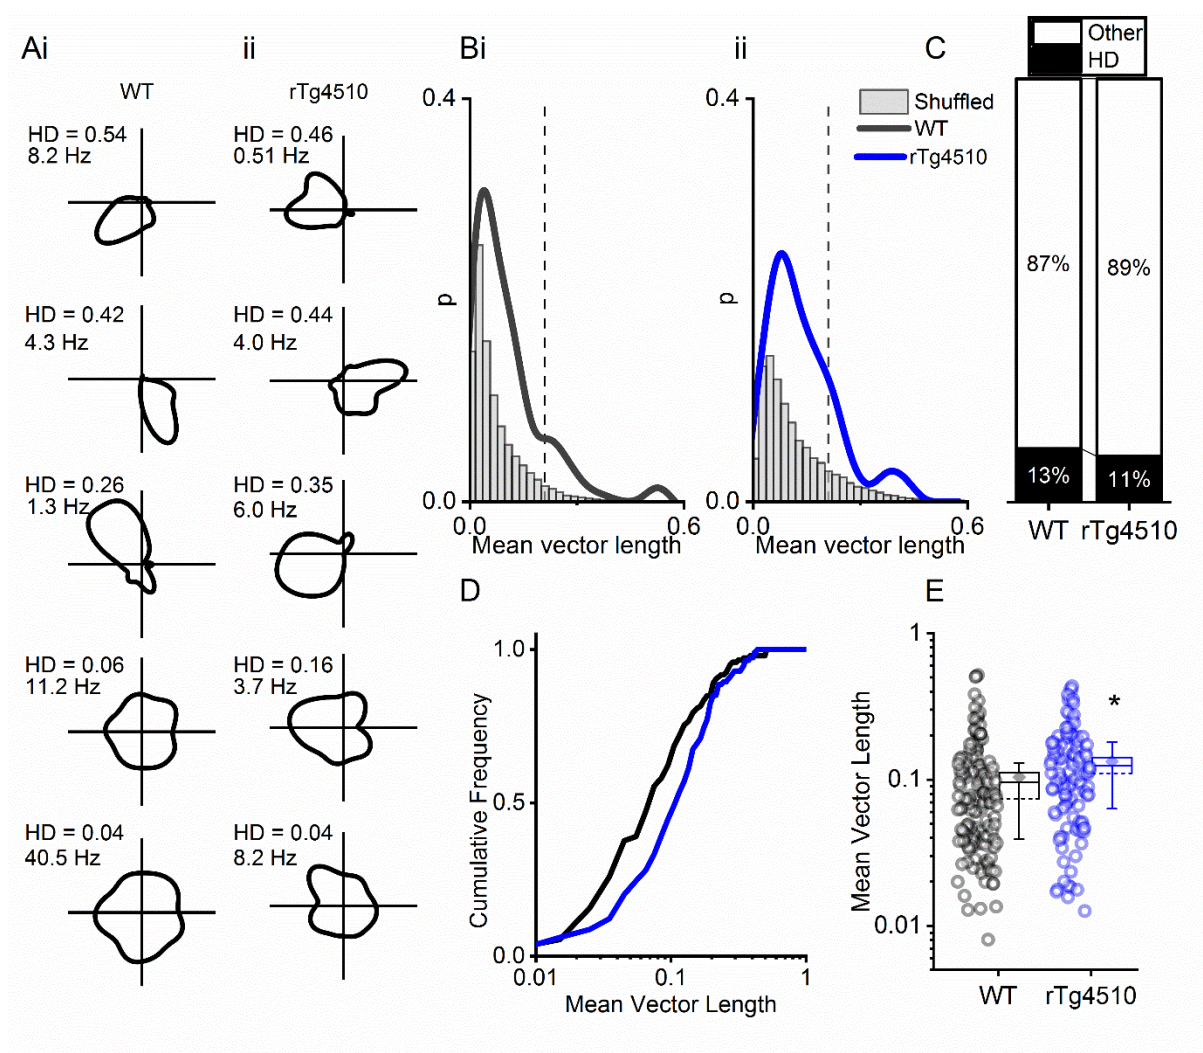 Ai
ii
Bi
ii
C
WT
rTg4510
HD = 0.54
8.2 Hz
HD = 0.46
0.51 Hz
HD = 0.42
4.3 Hz
HD = 0.44
4.0 Hz
HD = 0.26
1.3 Hz
HD = 0.35
6.0 Hz
HD = 0.06
11.2 Hz
HD = 0.16
3.7 Hz
HD = 0.04
40.5 Hz
HD = 0.04
8.2 Hz
0.4
p
0.0
0.0
0.6
Mean vector length
0.4
p
0.0
0.0
0.6
Mean vector length
Shuffled
WT
rTg4510
Other
HD
87%
89%
13%
11%
WT
rTg4510
D
1.0
0.5
0.0
Cumulative Frequency
0.01
0.1
1
Mean Vector Length
E
1
0.1
0.01
Mean Vector Length
*
WT
rTg4510